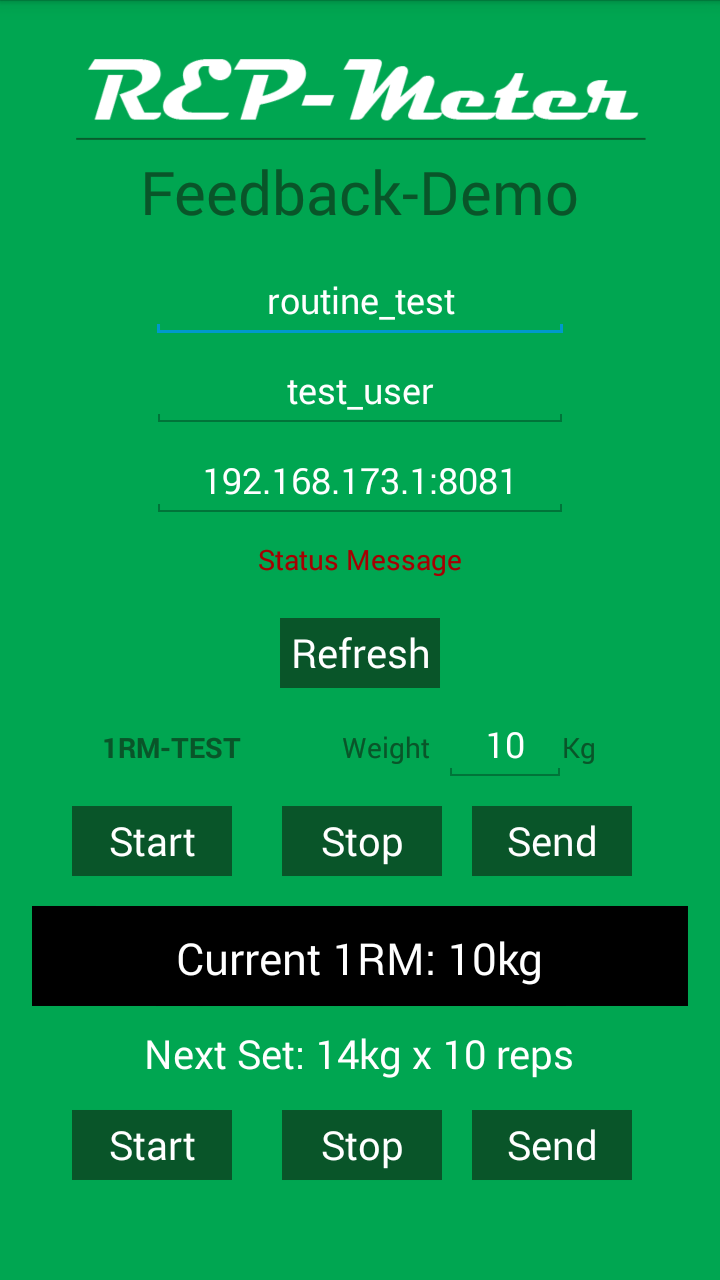 REP-Meter
Feedback-Demo
routine_test
test_user
192.168.173.1:8081
Status Message
Refresh
1RM-TEST Weight 10 Kg
Start Stop Send
Current 1RM: 10kg
Next Set: 14kg x 10 reps
Start Stop Send